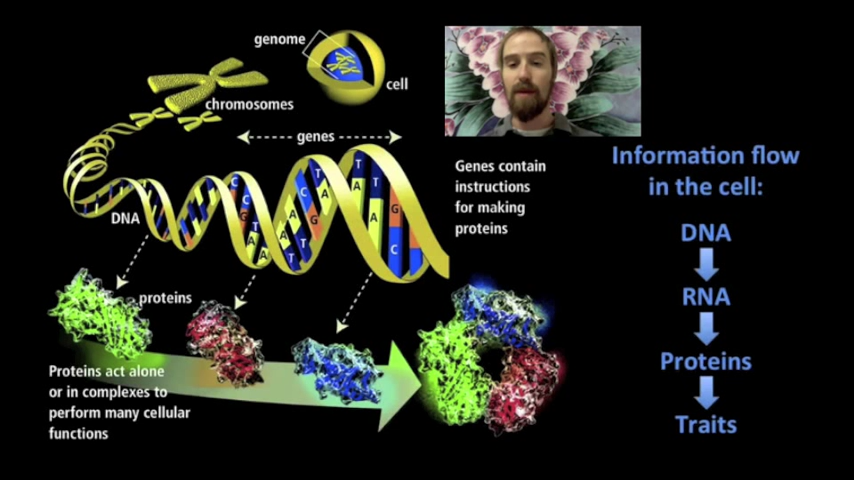 genome
cell
chromosomes
genes
DNA
C C G T A A
A A T
C T G
T A
T A
T A
G C
Genes contain
instructions
for making
proteins
proteins
Proteins act alone
or in complexes to
perform many cellular
functions
Information flow
in the cell:
DNA
RNA
Proteins
Traits